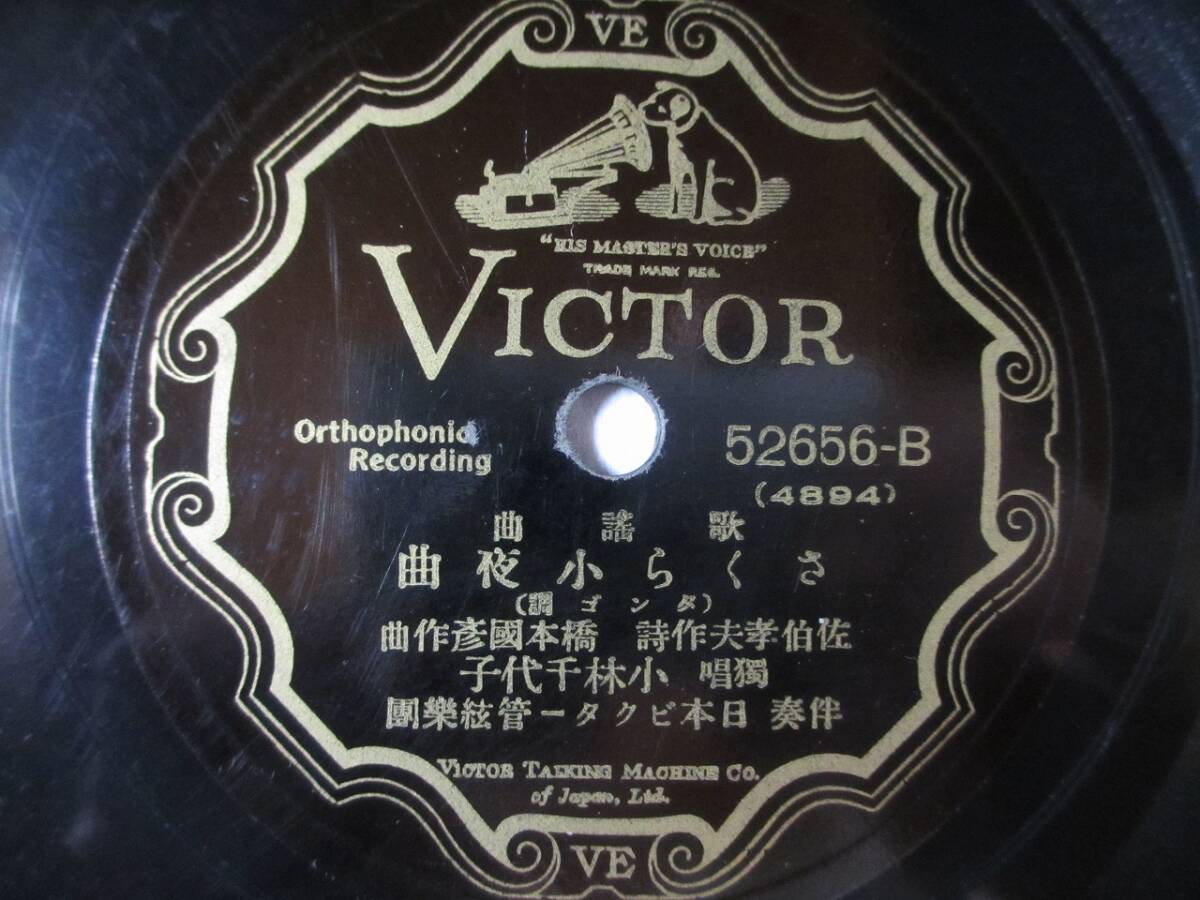 VE
"HIS MASTER'S VOICE"
TRADE MARK REG.
VICTOR
Orthophonic
Recording
52656-B
(4894)
歌謠曲
さくら小夜曲
(タンゴ調)
佐伯孝夫作詩 橋本國彥作曲
獨唱 小林千代子
伴奏 日本ビクター管絃樂團
VICTOR TALKING MACHINE CO.
of Japan, Ltd.
VE